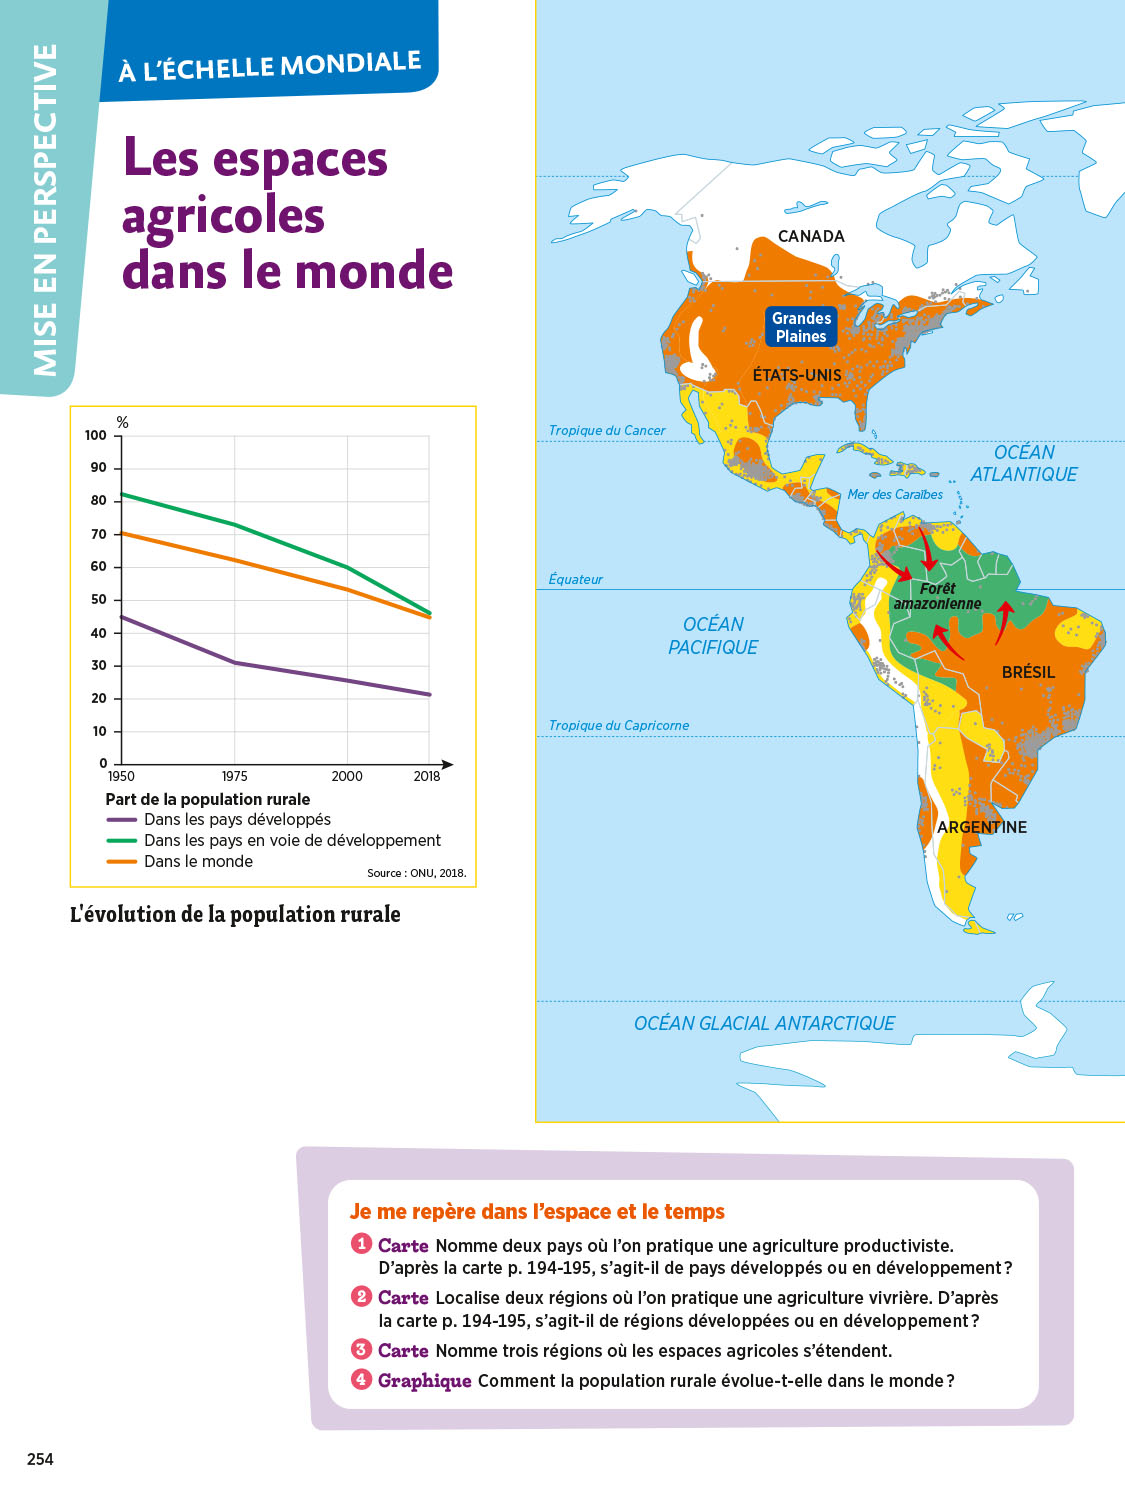 MISE EN PERSPECTIVE
À L'ÉCHELLE MONDIALE
Les espaces
agricoles
dans le monde
%
100
90
80
70
60
50
40
30
20
10
0
1950 1975 2000 2018
Part de la population rurale
Dans les pays développés
Dans les pays en voie de développement
Dans le monde
Source : ONU, 2018.
L'évolution de la population rurale
CANADA
Grandes
Plaines
ÉTATS-UNIS
Tropique du Cancer
OCÉAN
ATLANTIQUE
Mer des Caraïbes
Équateur
Forêt
amazonienne
OCÉAN
PACIFIQUE
BRÉSIL
Tropique du Capricorne
ARGENTINE
OCÉAN GLACIAL ANTARCTIQUE
Je me repère dans l'espace et le temps
1 Carte Nomme deux pays où l'on pratique une agriculture productiviste.
D'après la carte p. 194-195, s'agit-il de pays développés ou en développement ?
2 Carte Localise deux régions où l'on pratique une agriculture vivrière. D'après
la carte p. 194-195, s'agit-il de régions développées ou en développement ?
3 Carte Nomme trois régions où les espaces agricoles s'étendent.
4 Graphique Comment la population rurale évolue-t-elle dans le monde ?
254